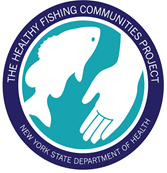 THE HEALTHY FISHING COMMUNITIES PROJECT
NEW YORK STATE DEPARTMENT OF HEALTH